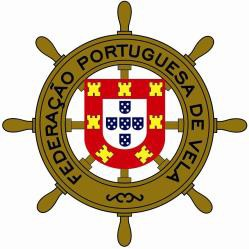 FEDERAÇÃO PORTUGUESA DE VELA